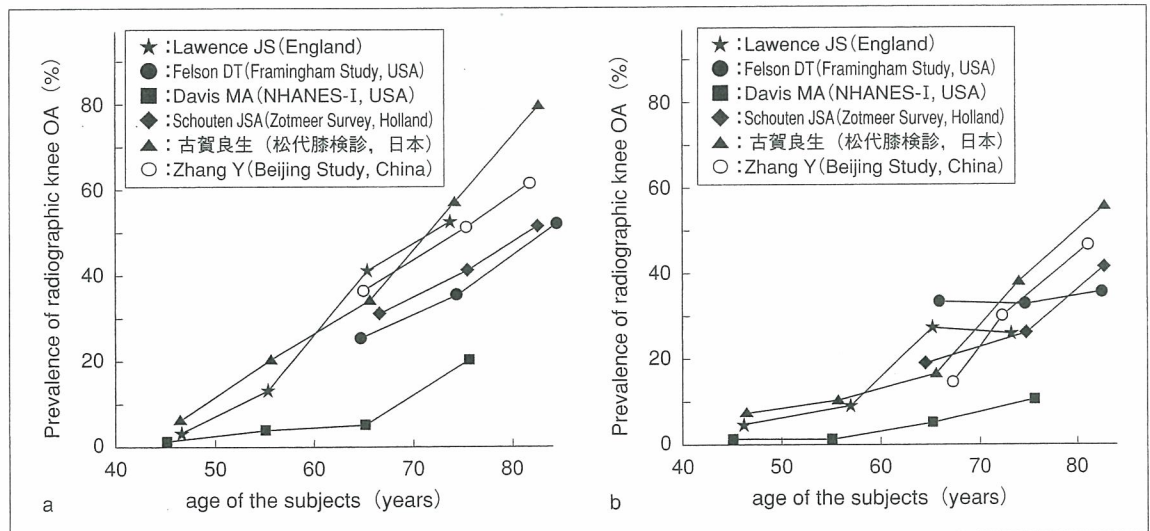 Prevalence of radiographic knee OA (%)
★:Lawence JS(England)
●:Felson DT(Framingham Study, USA)
■:Davis MA(NHANES-I, USA)
◆:Schouten JSA(Zotmeer Survey, Holland)
▲:古賀良生(松代膝検診,日本)
○:Zhang Y(Beijing Study, China)
80
60
40
20
0
40 50 60 70 80
age of the subjects (years)
a
Prevalence of radiographic knee OA (%)
★:Lawence JS(England)
●:Felson DT(Framingham Study, USA)
■:Davis MA(NHANES-I, USA)
◆:Schouten JSA(Zotmeer Survey, Holland)
▲:古賀良生(松代膝検診,日本)
○:Zhang Y(Beijing Study, China)
80
60
40
20
0
40 50 60 70 80
age of the subjects (years)
b